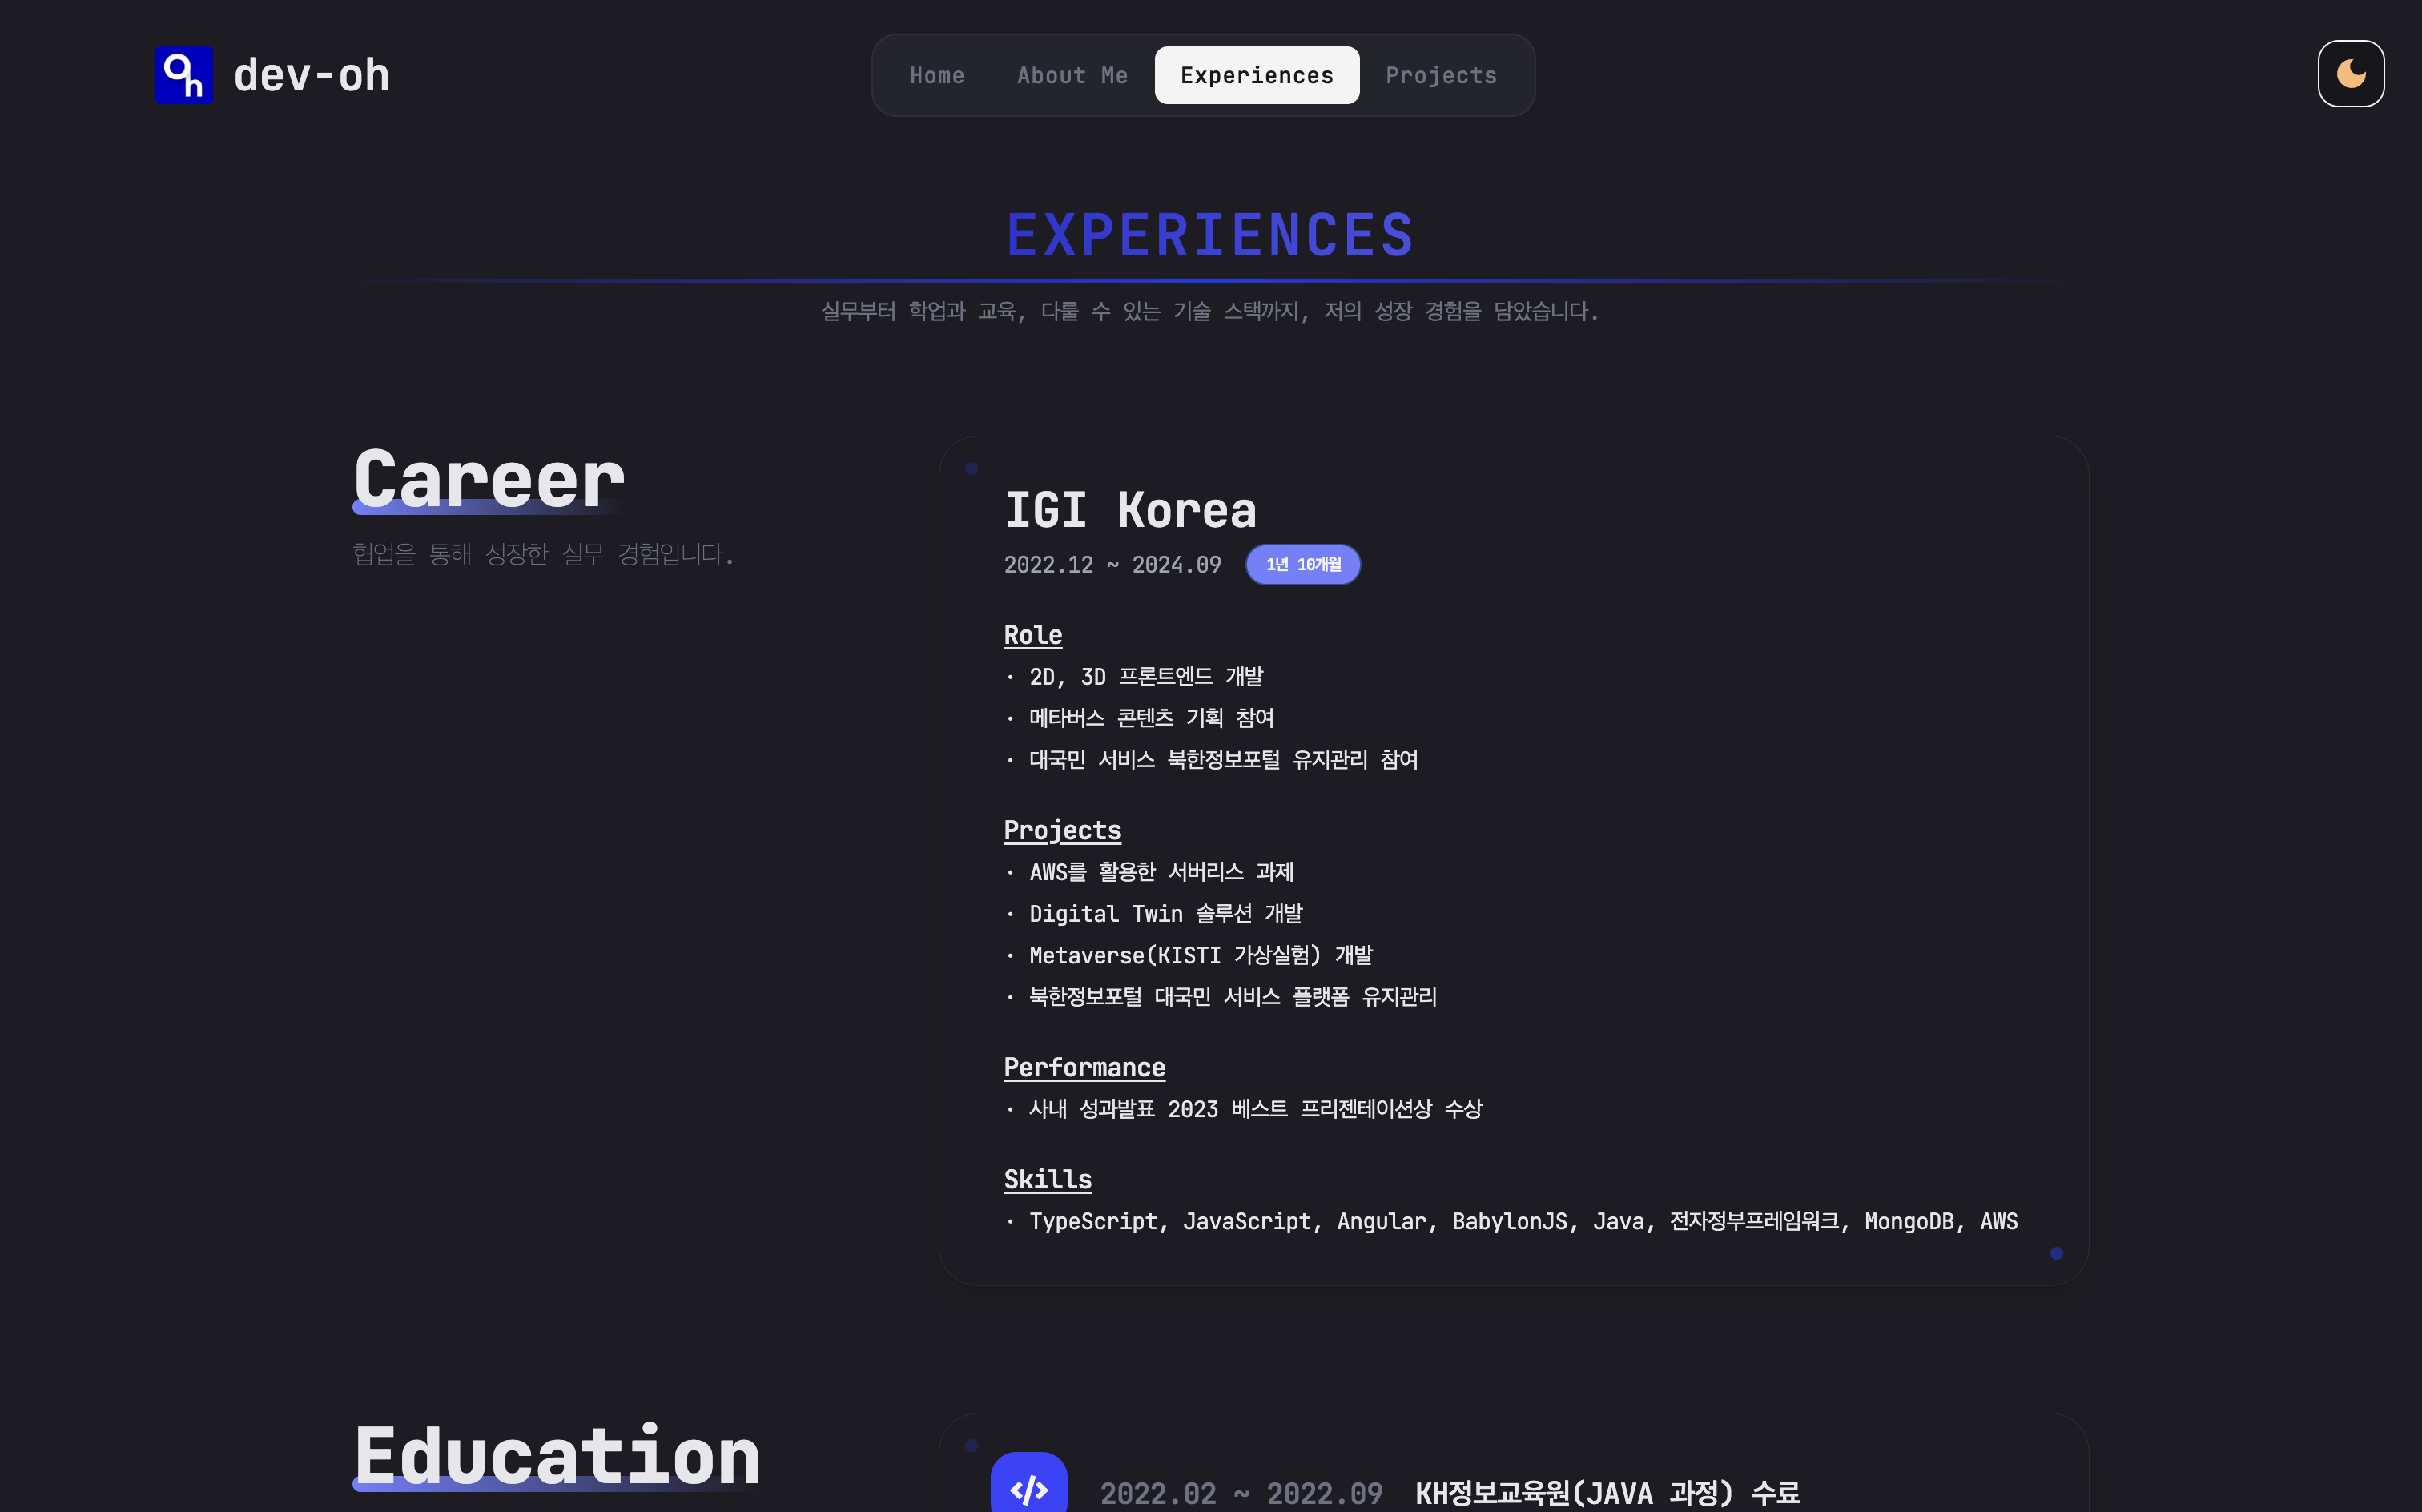 dev-oh
Home
About Me
Experiences
Projects
EXPERIENCES
실무부터 학업과 교육, 다룰 수 있는 기술 스택까지, 저의 성장 경험을 담았습니다.
Career
협업을 통해 성장한 실무 경험입니다.
IGI Korea
2022.12 ~ 2024.09 1년 10개월
Role
· 2D, 3D 프론트엔드 개발
· 메타버스 콘텐츠 기획 참여
· 대국민 서비스 북한정보포털 유지관리 참여
Projects
· AWS를 활용한 서버리스 과제
· Digital Twin 솔루션 개발
· Metaverse(KISTI 가상실험) 개발
· 북한정보포털 대국민 서비스 플랫폼 유지관리
Performance
· 사내 성과발표 2023 베스트 프리젠테이션상 수상
Skills
· TypeScript, JavaScript, Angular, BabylonJS, Java, 전자정부프레임워크, MongoDB, AWS
Education
2022.02 ~ 2022.09 KH정보교육원(JAVA 과정) 수료